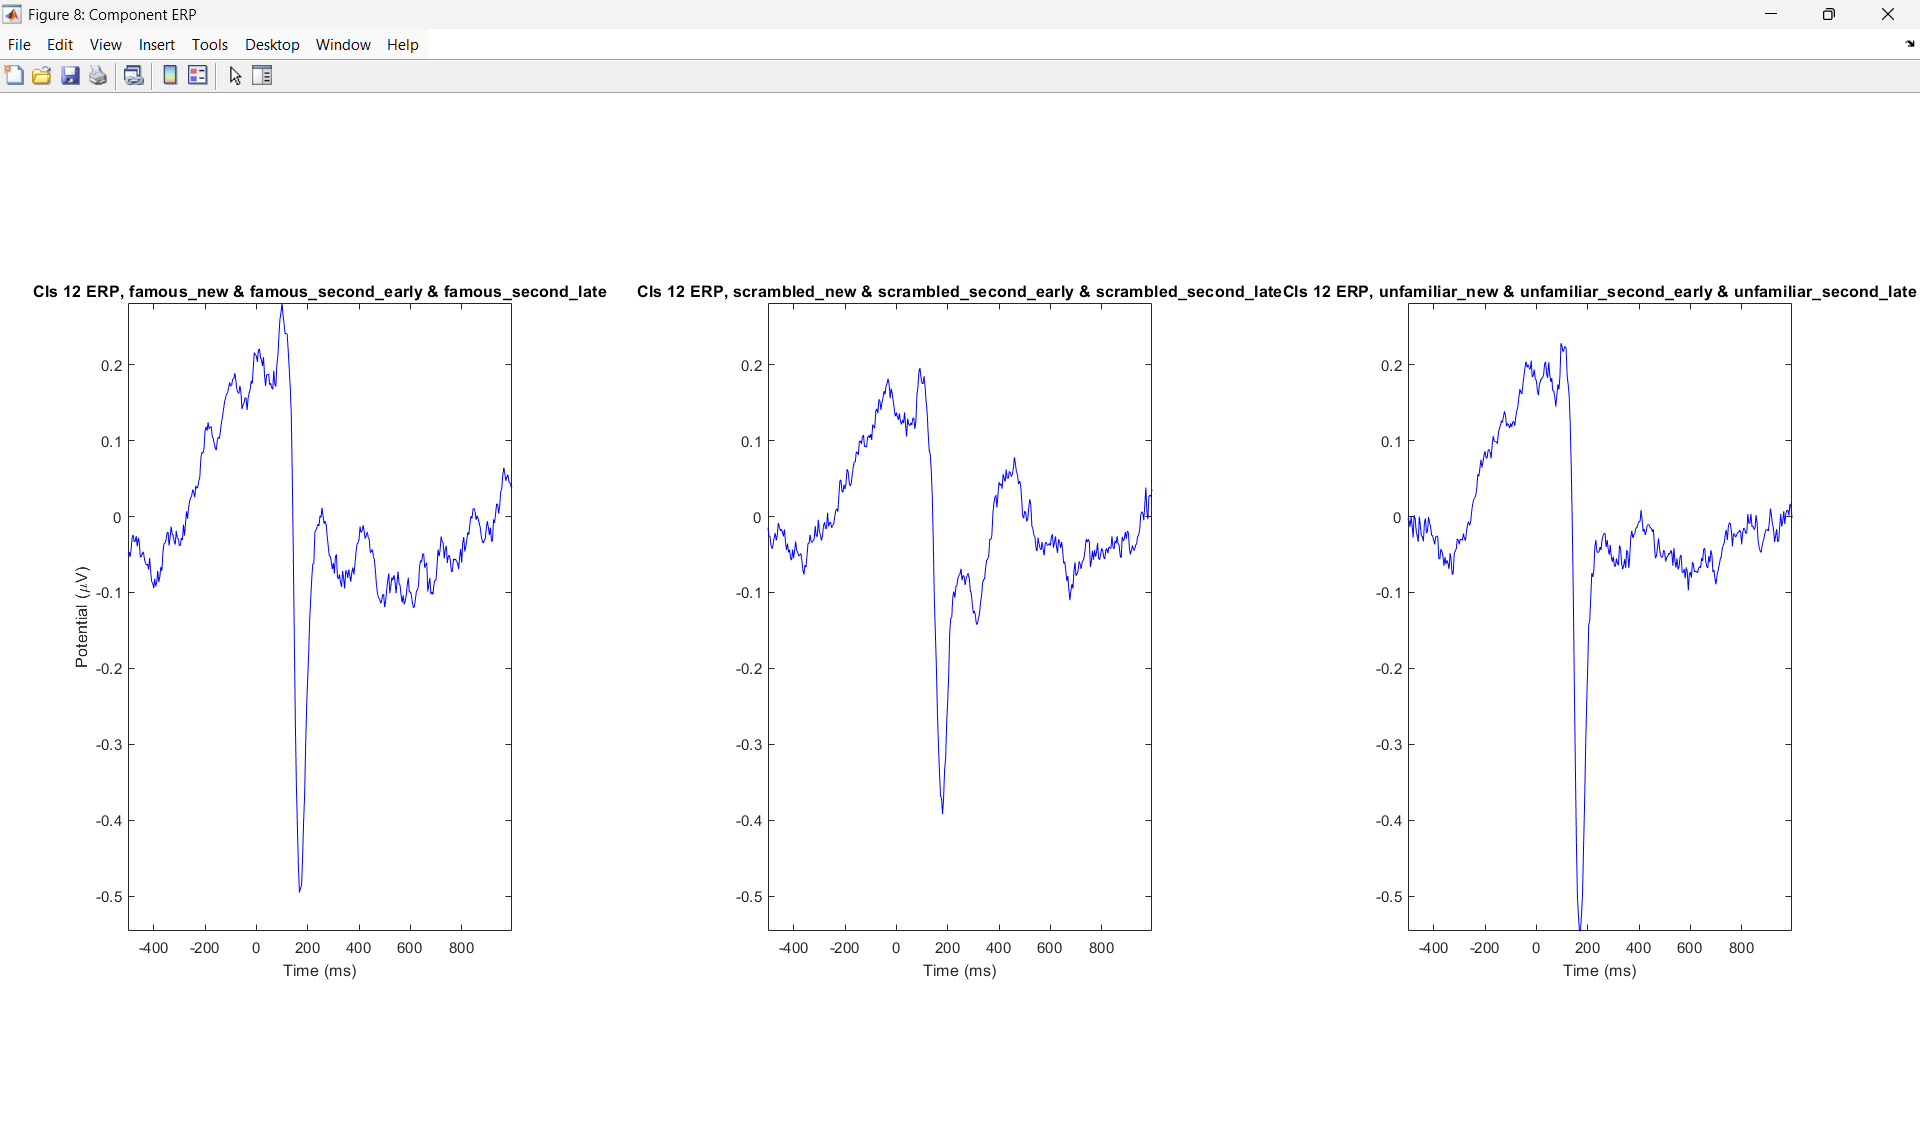 Figure 8: Component ERP
File Edit View Insert Tools Desktop Window Help
Cls 12 ERP, famous_new & famous_second_early & famous_second_late
0.2
0.1
0
-0.1
-0.2
-0.3
-0.4
-0.5
Potential (μV)
-400 -200 0 200 400 600 800
Time (ms)
Cls 12 ERP, scrambled_new & scrambled_second_early & scrambled_second_late
0.2
0.1
0
-0.1
-0.2
-0.3
-0.4
-0.5
-400 -200 0 200 400 600 800
Time (ms)
Cls 12 ERP, unfamiliar_new & unfamiliar_second_early & unfamiliar_second_late
0.2
0.1
0
-0.1
-0.2
-0.3
-0.4
-0.5
-400 -200 0 200 400 600 800
Time (ms)